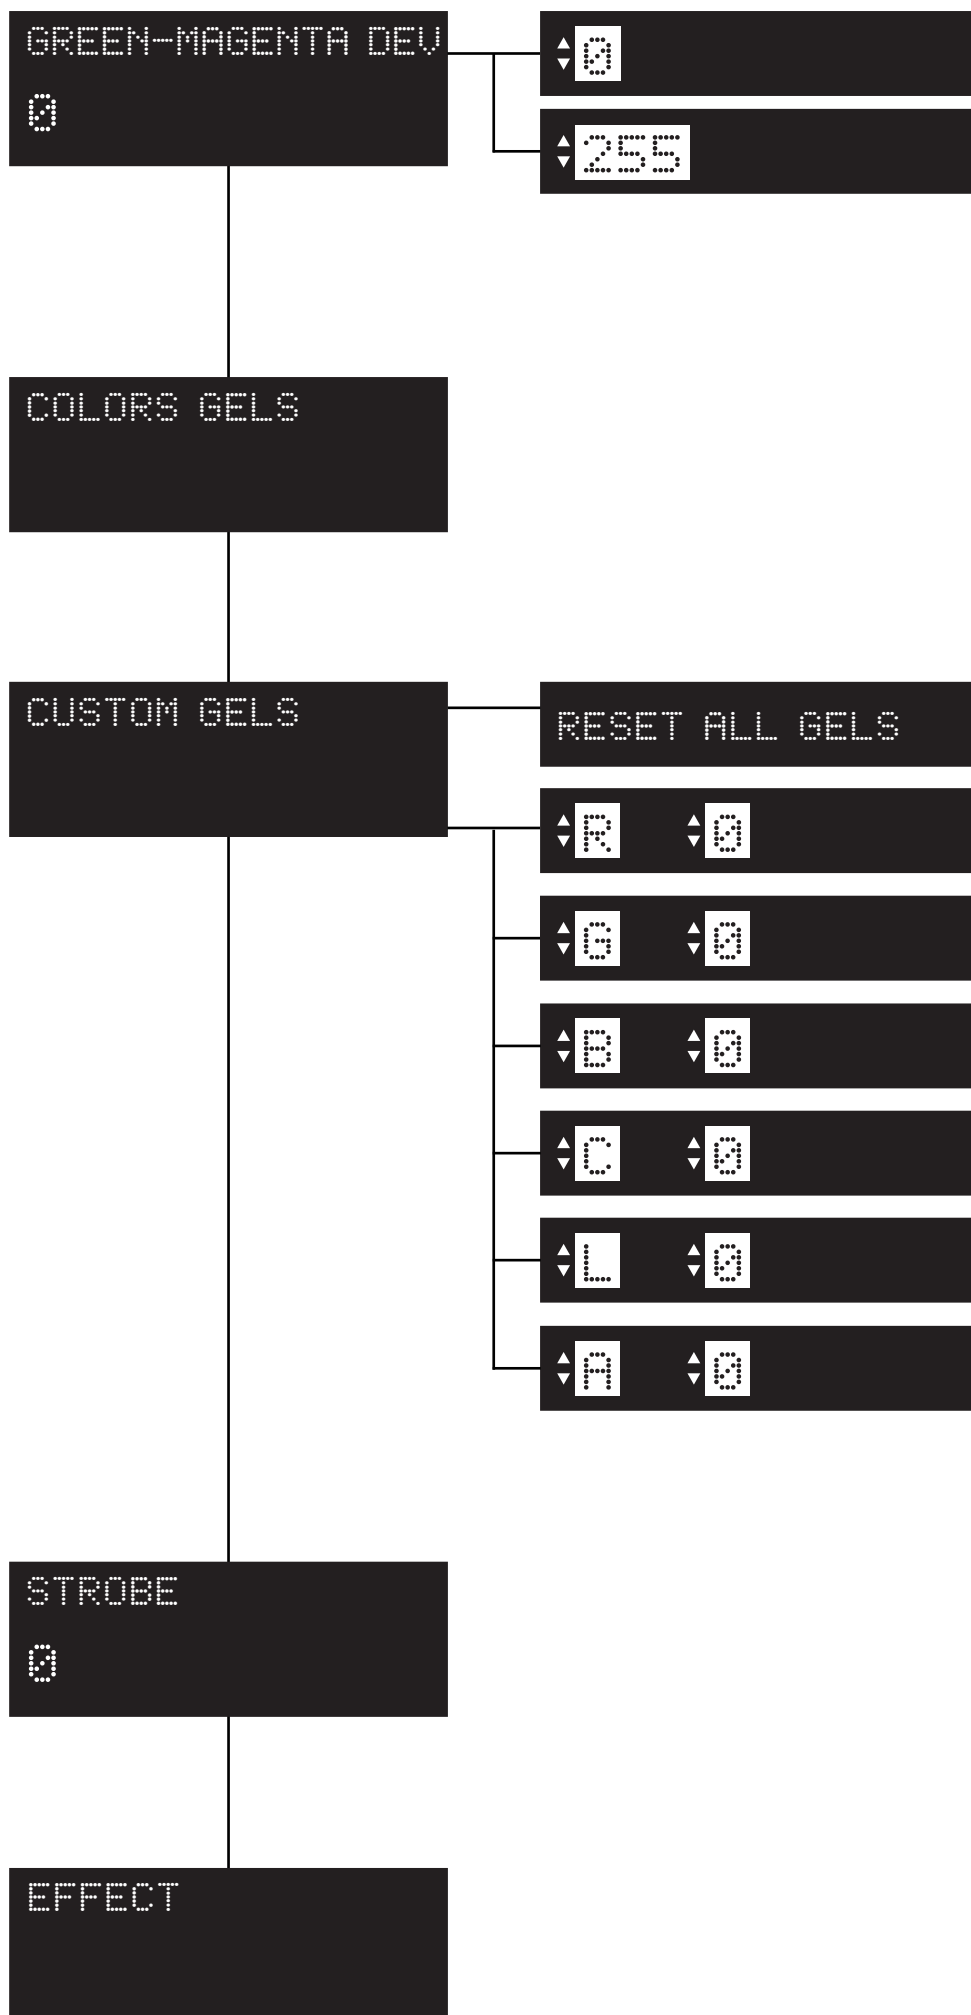 GREEN-MAGENTA DEV
0
0
255
COLORS GELS
CUSTOM GELS
RESET ALL GELS
R 0
G 0
B 0
C 0
L 0
A 0
STROBE
0
EFFECT